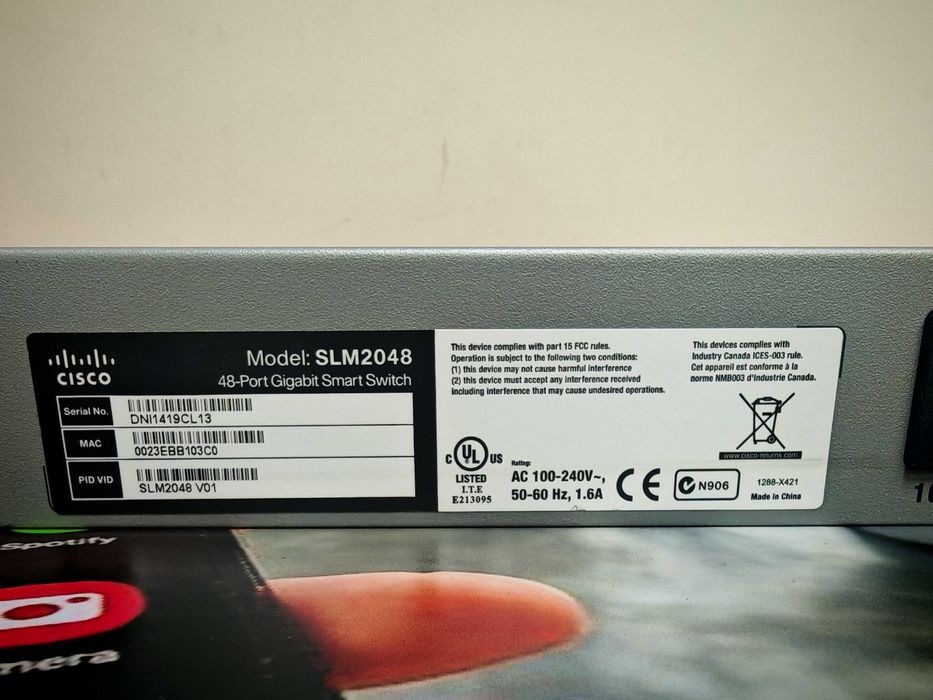 CISCO
Model: SLM2048
48-Port Gigabit Smart Switch
Serial No.
DNI1419CL13
MAC
0023EBB103C0
PID VID
SLM2048 V01
This device complies with part 15 FCC rules.
Operation is subject to the following two conditions:
(1) this device may not cause harmful interference
(2) this device must accept any interference received
including interference that may cause undesired operations.
This devices complies with
Industry Canada ICES-003 rule.
Cet appareil est conforme à la
norme NMB003 d'Industrie Canada.
www.cisco-returns.com
C UL US
LISTED
I.T.E
E213095
Rating:
AC 100-240V~,
50-60 Hz, 1.6A
CE
N906
1288-X421
Made in China
Spotify